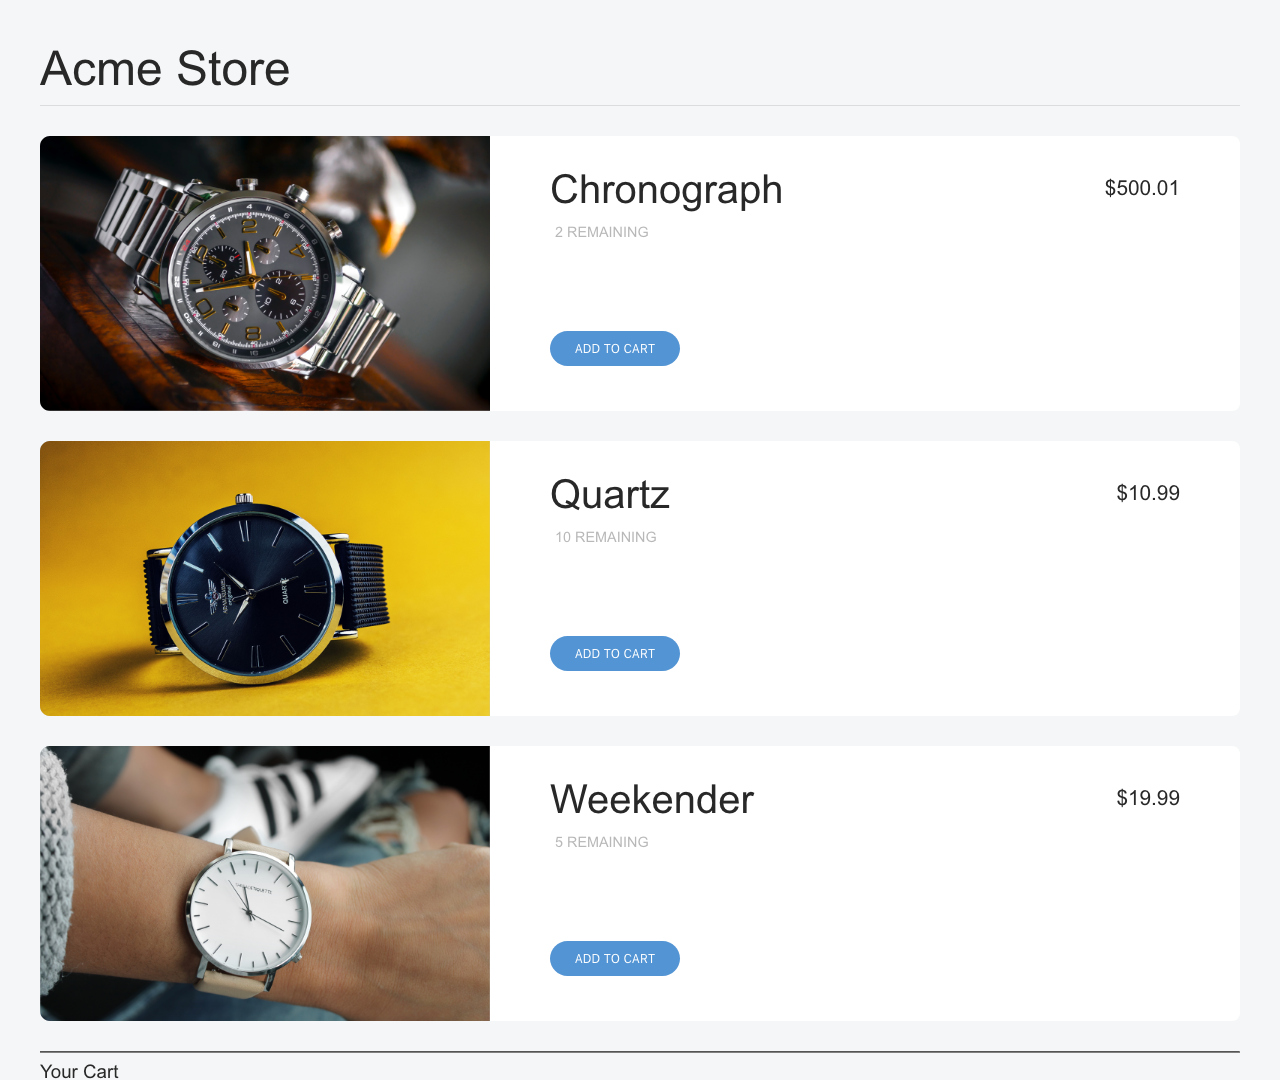 Acme Store
Chronograph
$500.01
2 REMAINING
ADD TO CART
Quartz
$10.99
10 REMAINING
ADD TO CART
QUARTZ
Weekender
$19.99
5 REMAINING
ADD TO CART
Your Cart